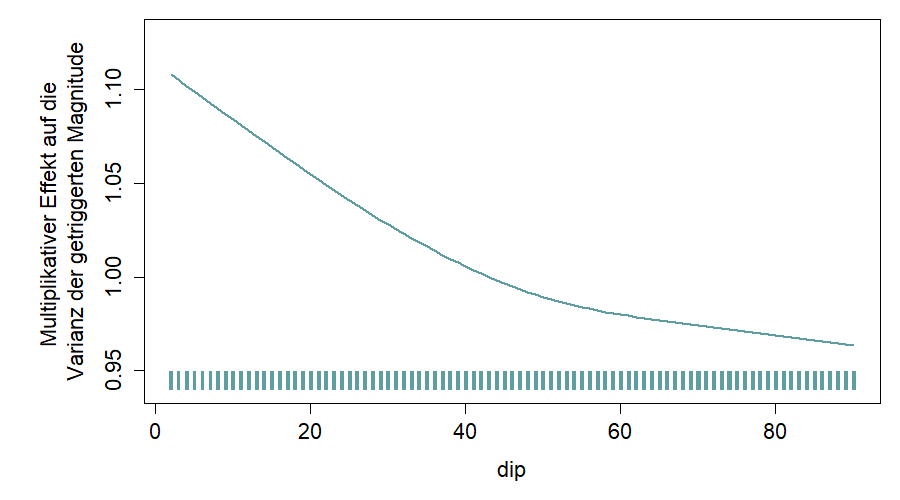 Multiplikativer Effekt auf die
Varianz der getriggerten Magnitude
1.10
1.05
1.00
0.95
0 20 40 60 80
dip